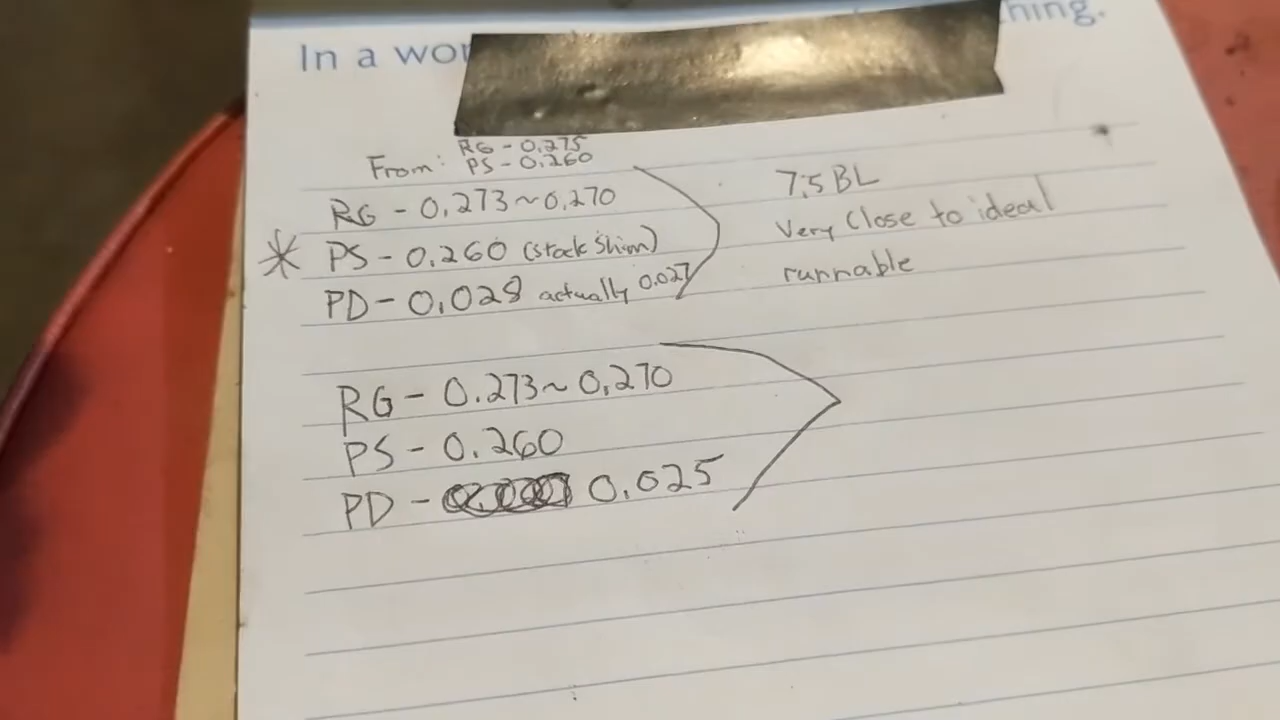 In a wor
hing.
From: RG - 0.275
PS - 0.260
RG - 0.273 ~ 0.270
* PS - 0.260 (stock Shim)
PD - 0.028 actually 0.027
7.5 BL
Very Close to ideal
runnable
RG - 0.273 ~ 0.270
PS - 0.260
PD - 0.025